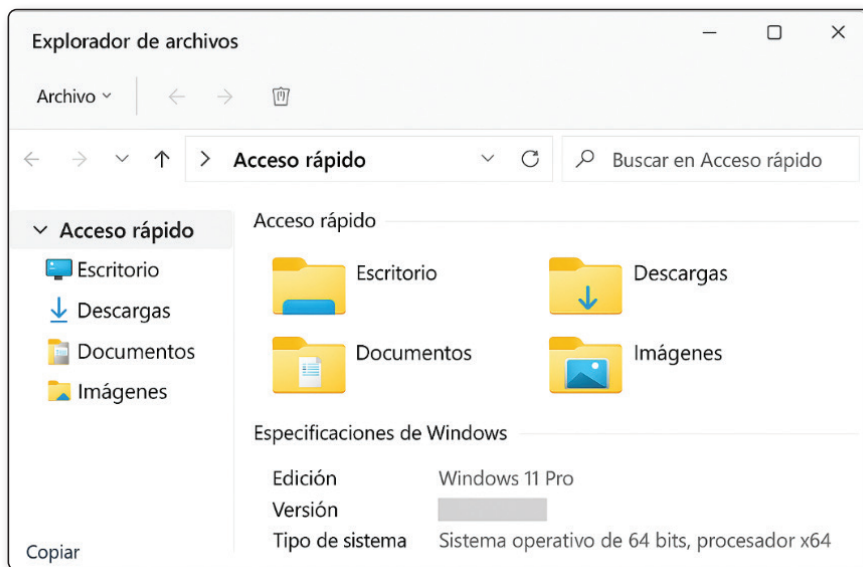 Explorador de archivos
Archivo
Acceso rápido
Buscar en Acceso rápido
Acceso rápido
Escritorio
Descargas
Documentos
Imágenes
Acceso rápido
Escritorio
Descargas
Documentos
Imágenes
Especificaciones de Windows
Edición Windows 11 Pro
Versión
Tipo de sistema Sistema operativo de 64 bits, procesador x64
Copiar